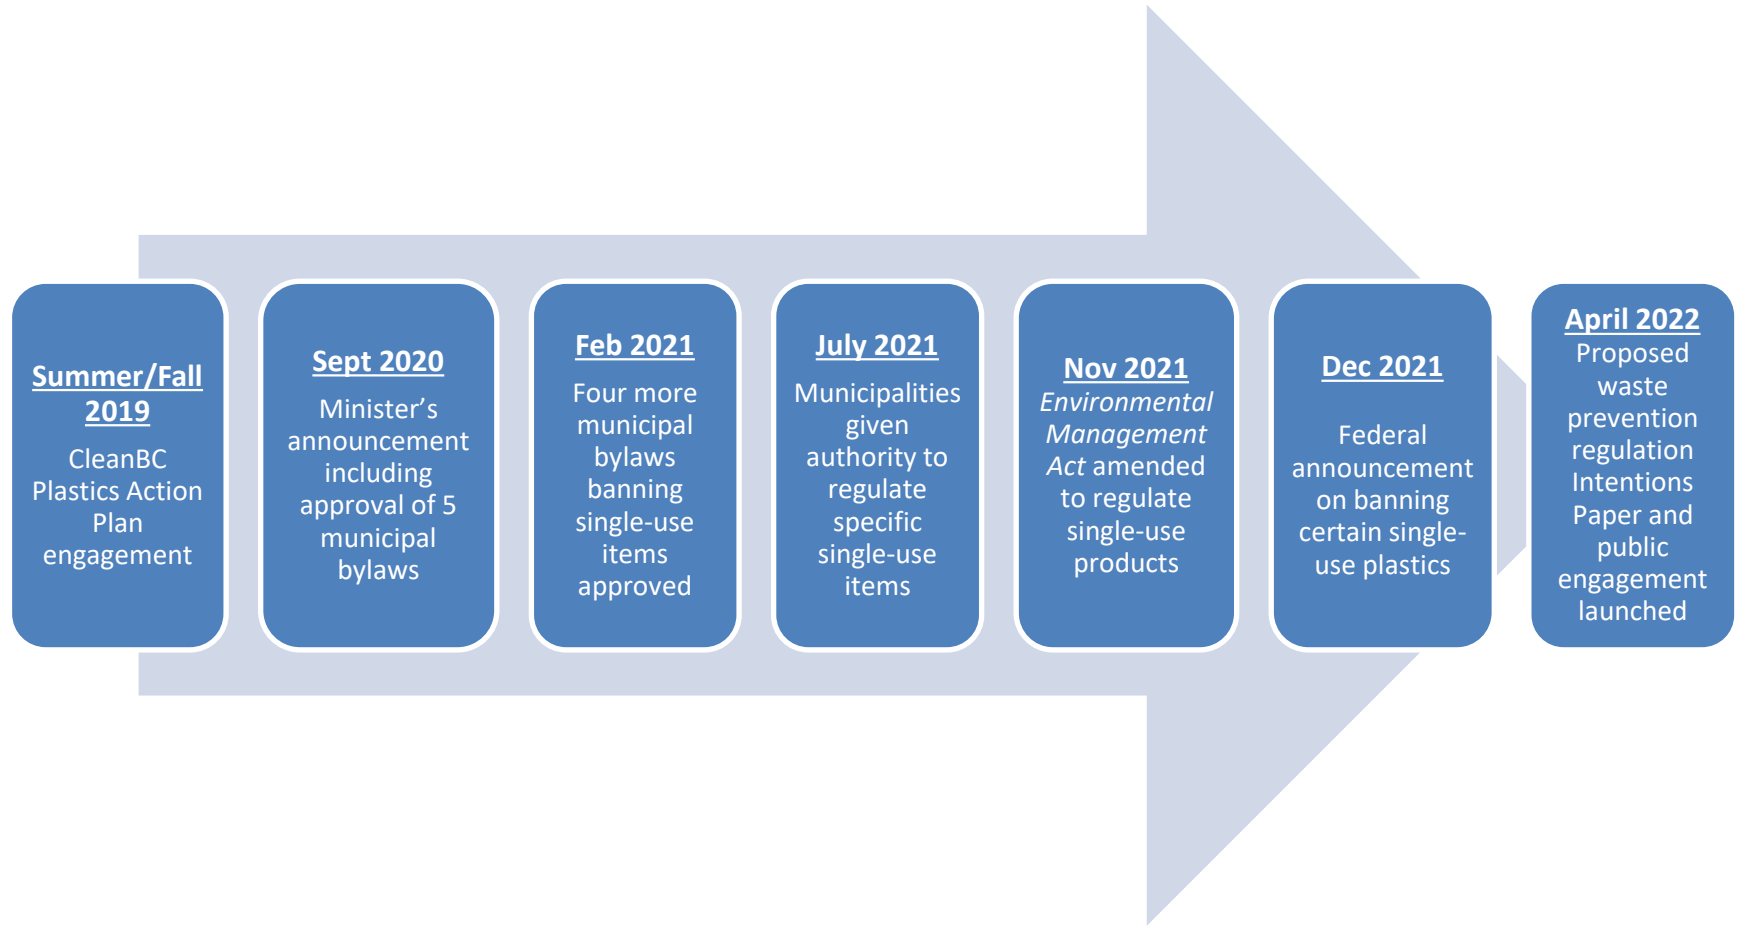 Summer/Fall
2019
CleanBC
Plastics Action
Plan
engagement
Sept 2020
Minister’s
announcement
including
approval of 5
municipal
bylaws
Feb 2021
Four more
municipal
bylaws
banning
single-use
items
approved
July 2021
Municipalities
given
authority to
regulate
specific
single-use
items
Nov 2021
Environmental
Management
Act amended
to regulate
single-use
products
Dec 2021
Federal
announcement
on banning
certain single-
use plastics
April 2022
Proposed
waste
prevention
regulation
Intentions
Paper and
public
engagement
launched